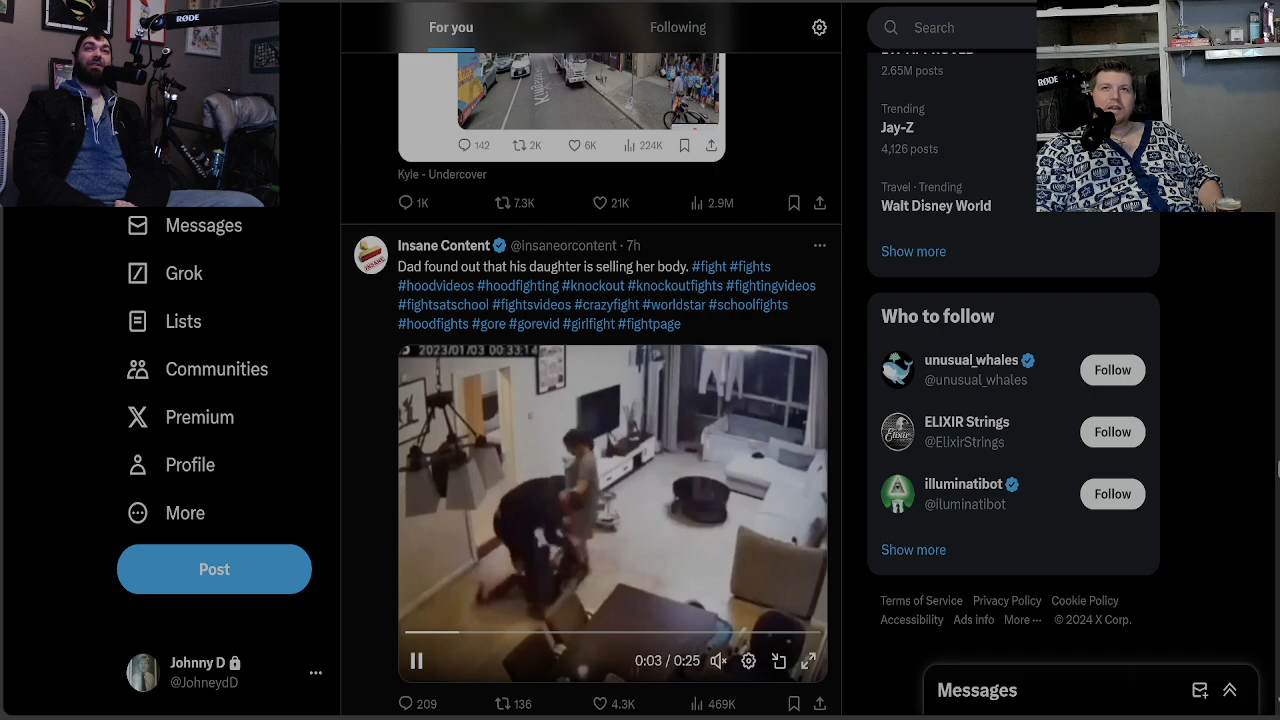 RØDE
For you
Following
Search
2.65M posts
Trending
Jay-Z
4,126 posts
Travel · Trending
Walt Disney World
Show more
RØDE
142
2K
6K
224K
Kyle - Undercover
1K
7.3K
21K
2.9M
Messages
Grok
Lists
Communities
Premium
Profile
More
Post
Johnny D
@JohneydD
Insane Content @insaneorcontent · 7h
Dad found out that his daughter is selling her body. #fight #fights
#hoodvideos #hoodfighting #knockout #knockoutfights #fightingvideos
#fightsatschool #fightsvideos #crazyfight #worldstar #schoolfights
#hoodfights #gore #gorevid #girlfight #fightpage
2023/01/03 00:33:14
0:03 / 0:25
209
136
4.3K
469K
Who to follow
unusual_whales
@unusual_whales
Follow
ELIXIR Strings
@ElixirStrings
Follow
illuminatibot
@iluminatibot
Follow
Show more
Terms of Service Privacy Policy Cookie Policy
Accessibility Ads info More ··· © 2024 X Corp.
Messages